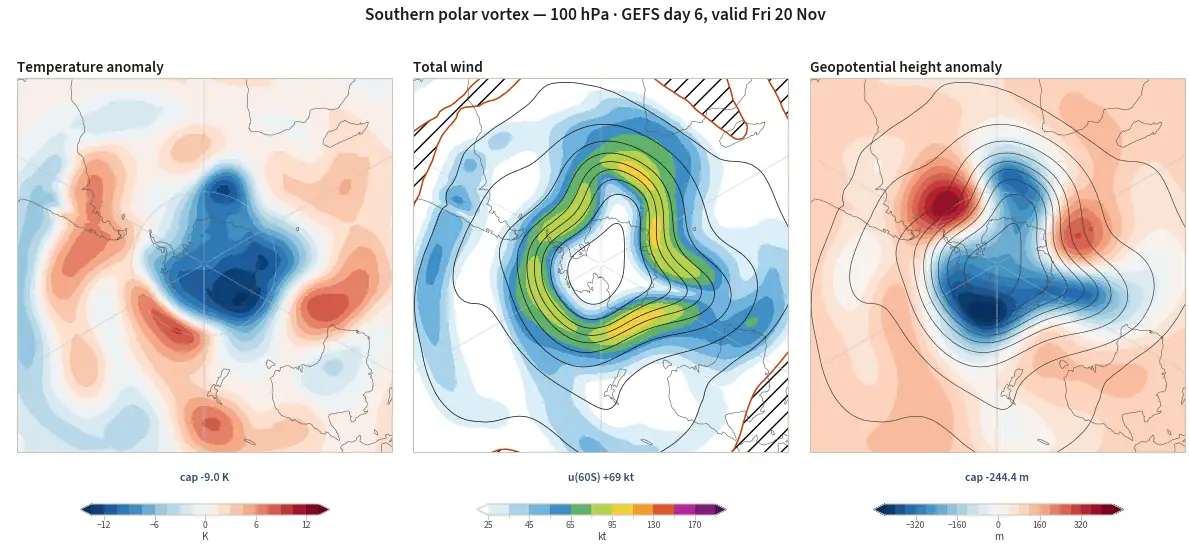 Southern polar vortex — 100 hPa · GEFS day 6, valid Fri 20 Nov
Temperature anomaly
Total wind
Geopotential height anomaly
cap -9.0 K
u(60S) +69 kt
cap -244.4 m
−12 −6 0 6 12
K
25 45 65 95 130 170
kt
−320 −160 0 160 320
m